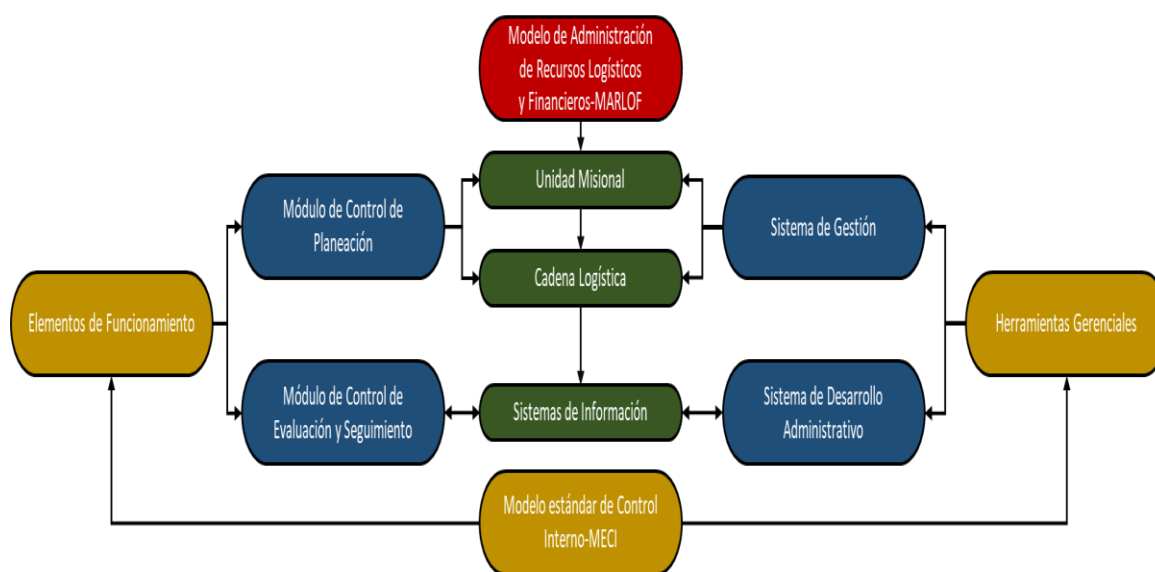 Modelo de Administración
de Recursos Logísticos
y Financieros-MARLOF
Unidad Misional
Módulo de Control de
Planeación
Sistema de Gestión
Cadena Logística
Elementos de Funcionamiento
Herramientas Gerenciales
Módulo de Control de
Evaluación y Seguimiento
Sistemas de Información
Sistema de Desarrollo
Administrativo
Modelo estándar de Control
Interno-MECI